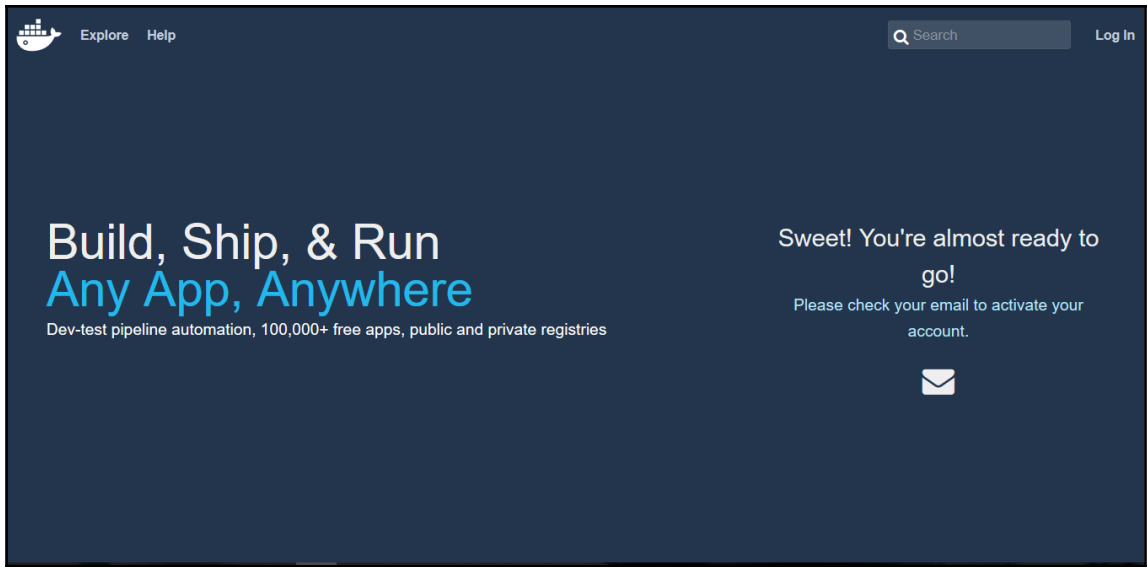 Explore Help
Search
Log In
Build, Ship, & Run
Any App, Anywhere
Dev-test pipeline automation, 100,000+ free apps, public and private registries
Sweet! You're almost ready to
go!
Please check your email to activate your
account.